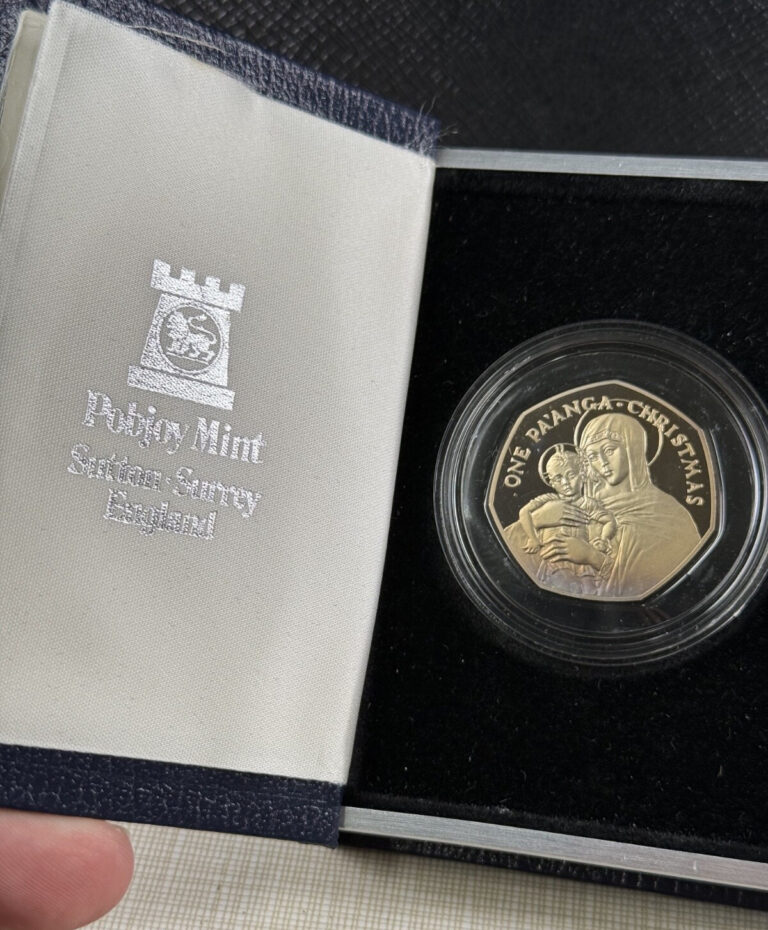 Pobjoy Mint
Sutton · Surrey
England
ONE PA'ANGA · CHRISTMAS